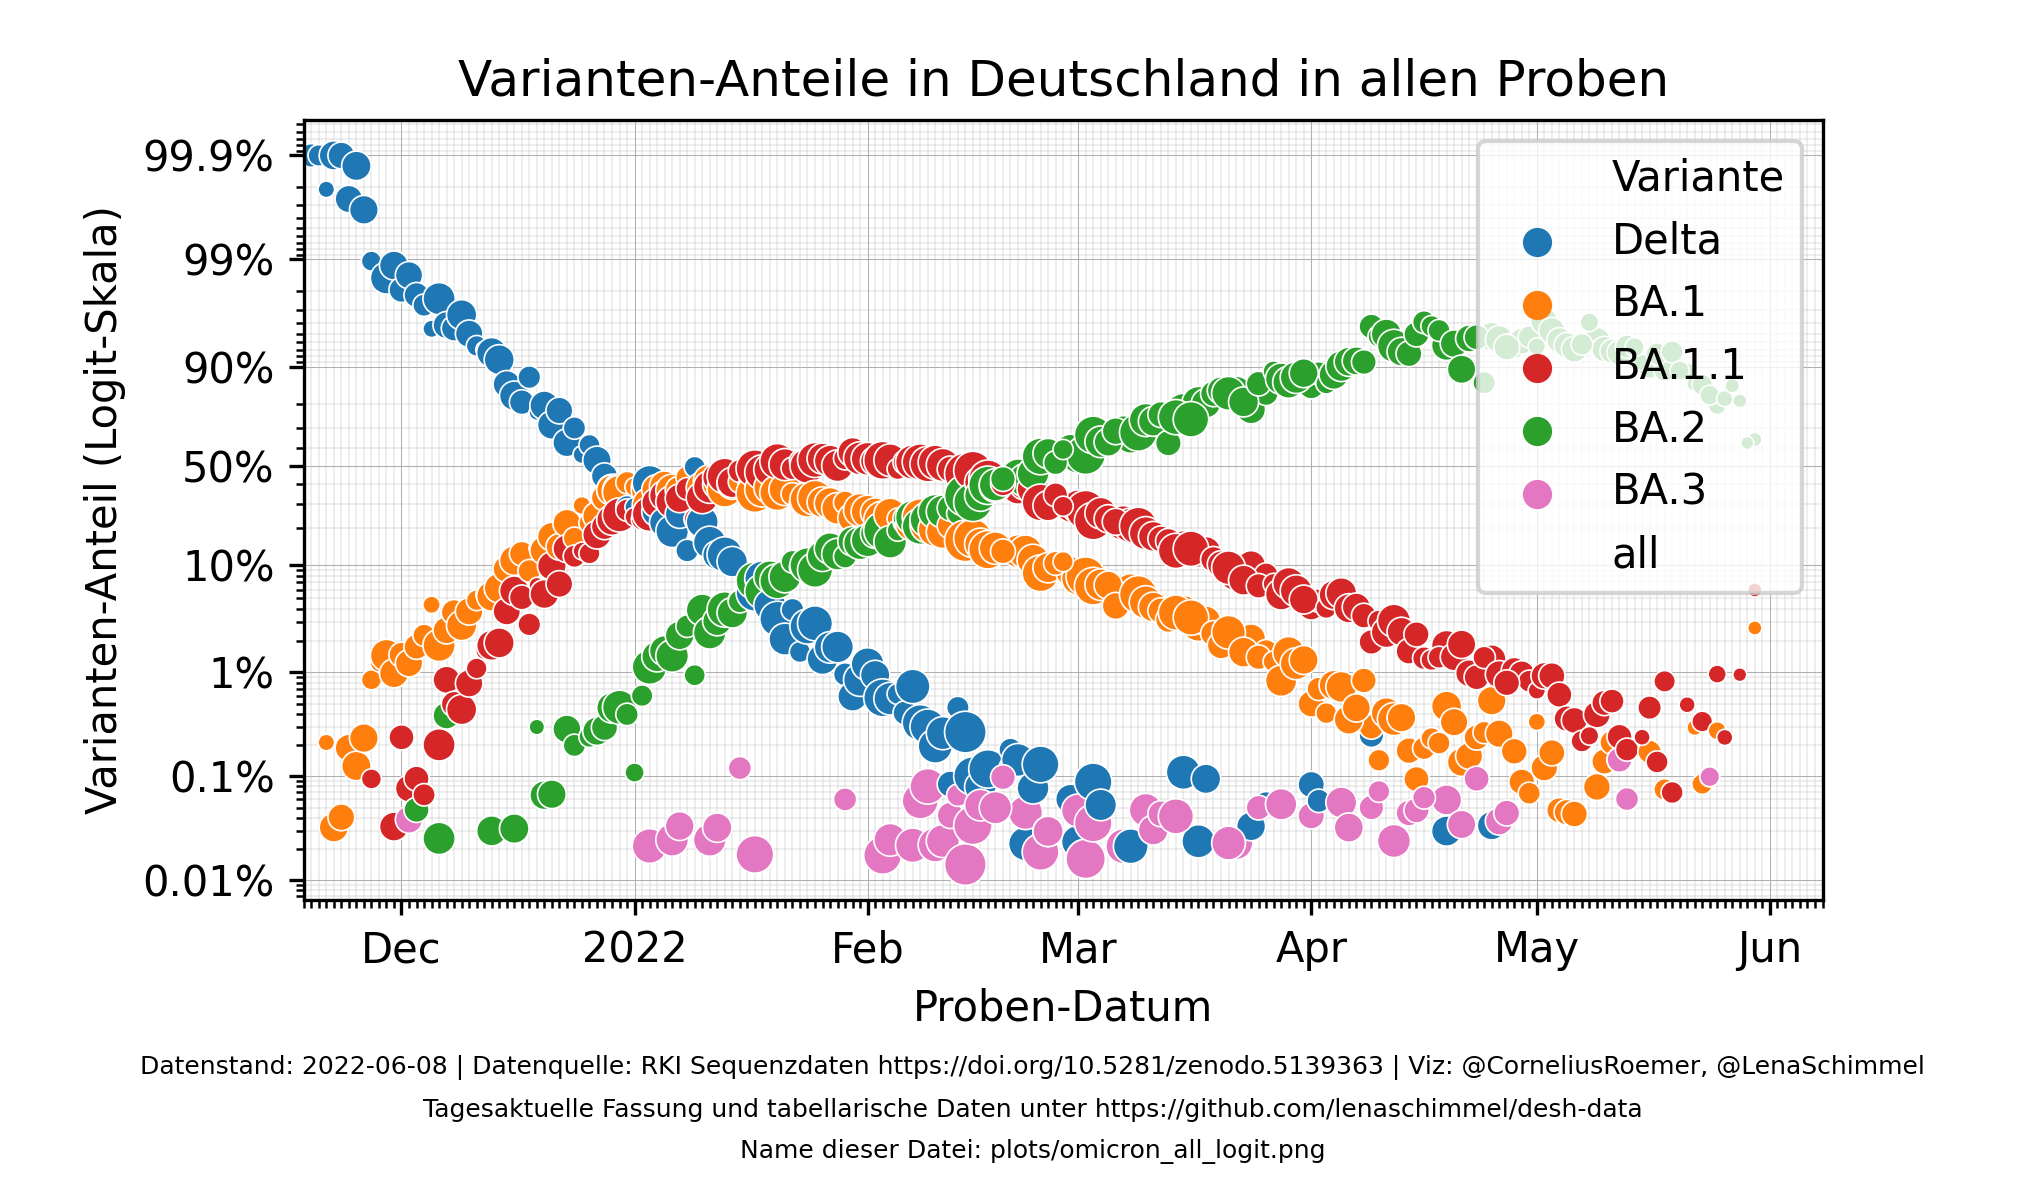 Varianten-Anteile in Deutschland in allen Proben
Varianten-Anteil (Logit-Skala)
99.9%
99%
90%
50%
10%
1%
0.1%
0.01%
Variante
Delta
BA.1
BA.1.1
BA.2
BA.3
all
Dec
2022
Feb
Mar
Apr
May
Jun
Proben-Datum
Datenstand: 2022-06-08 | Datenquelle: RKI Sequenzdaten https://doi.org/10.5281/zenodo.5139363 | Viz: @CorneliusRoemer, @LenaSchimmel
Tagesaktuelle Fassung und tabellarische Daten unter https://github.com/lenaschimmel/desh-data
Name dieser Datei: plots/omicron_all_logit.png